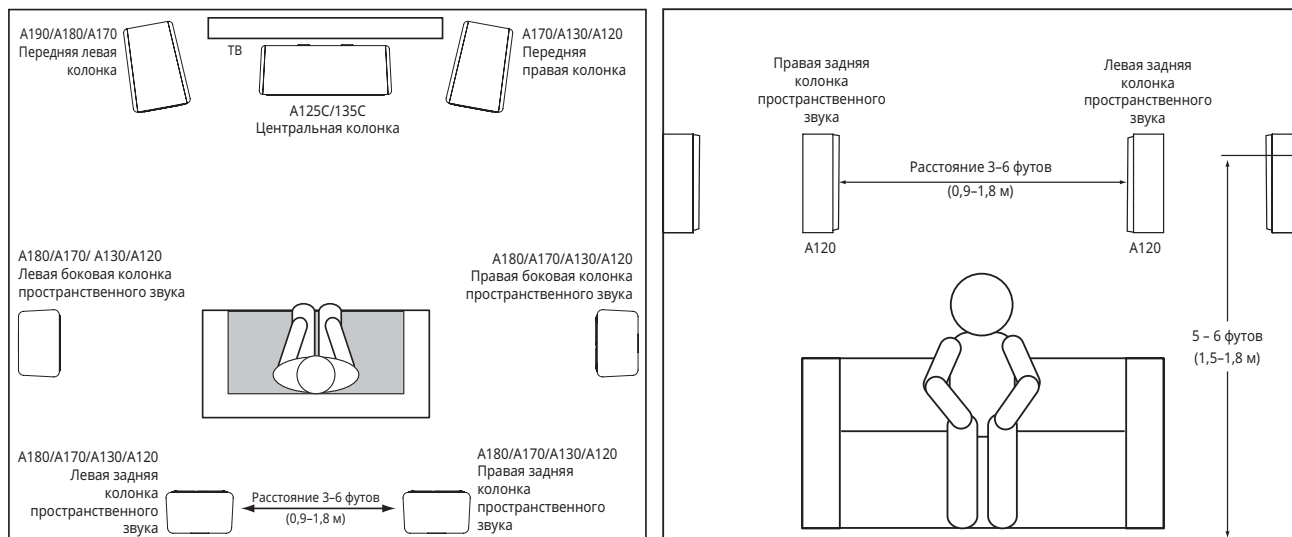 A190/A180/A170
Передняя левая
колонка
ТВ
A125C/135C
Центральная колонка
A170/A130/A120
Передняя
правая колонка
A180/A170/ A130/A120
Левая боковая колонка
пространственного звука
A180/A170/A130/A120
Правая боковая колонка
пространственного звука
A180/A170/A130/A120
Левая задняя
колонка
пространственного
звука
Расстояние 3–6 футов
(0,9–1,8 м)
A180/A170/A130/A120
Правая задняя
колонка
пространственного
звука
Правая задняя
колонка
пространственного
звука
Левая задняя
колонка
пространственного
звука
Расстояние 3–6 футов
(0,9–1,8 м)
A120
A120
5 – 6 футов
(1,5–1,8 м)